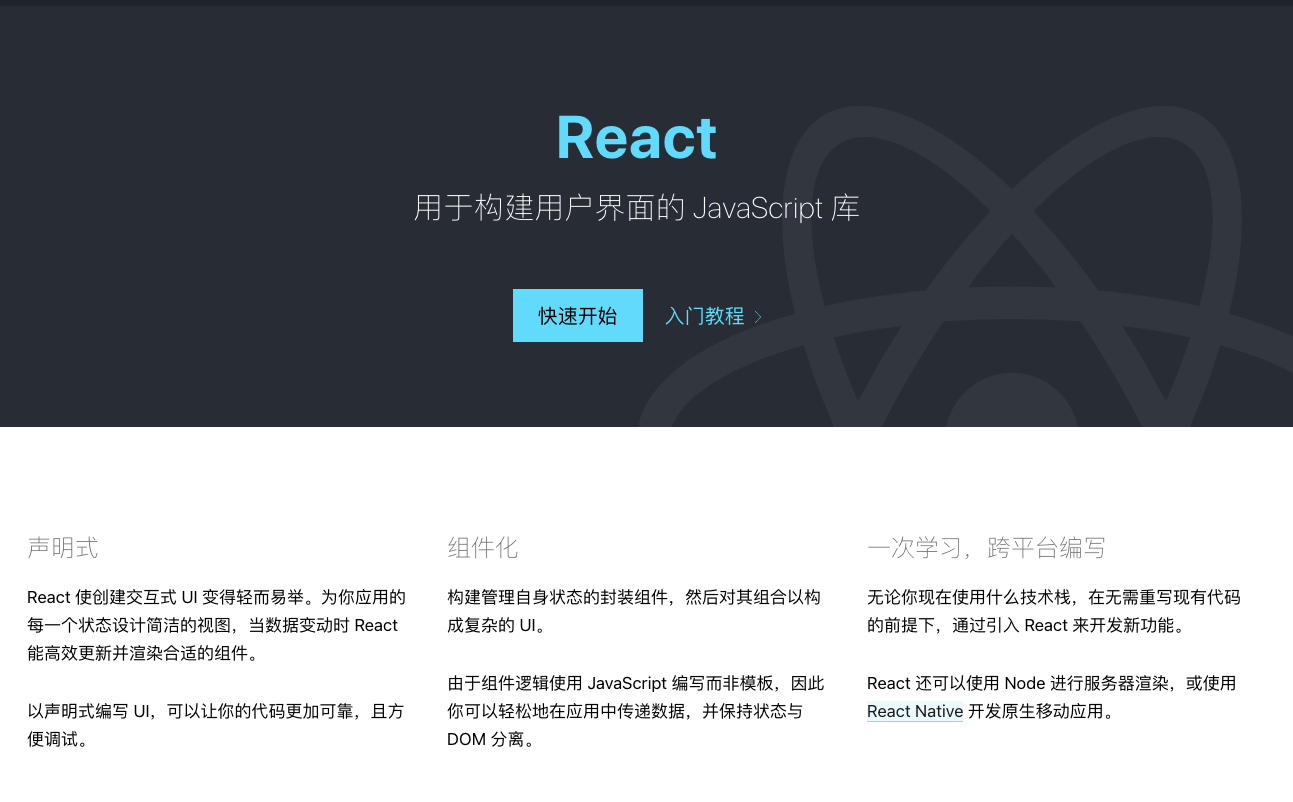 React
用于构建用户界面的 JavaScript 库
快速开始
入门教程
声明式
React 使创建交互式 UI 变得轻而易举。为你应用的
每一个状态设计简洁的视图，当数据变动时 React
能高效更新并渲染合适的组件。
以声明式编写 UI，可以让你的代码更加可靠，且方
便调试。
组件化
构建管理自身状态的封装组件，然后对其组合以构
成复杂的 UI。
由于组件逻辑使用 JavaScript 编写而非模板，因此
你可以轻松地在应用中传递数据，并保持状态与
DOM 分离。
一次学习，跨平台编写
无论你现在使用什么技术栈，在无需重写现有代码
的前提下，通过引入 React 来开发新功能。
React 还可以使用 Node 进行服务器渲染，或使用
React Native 开发原生移动应用。